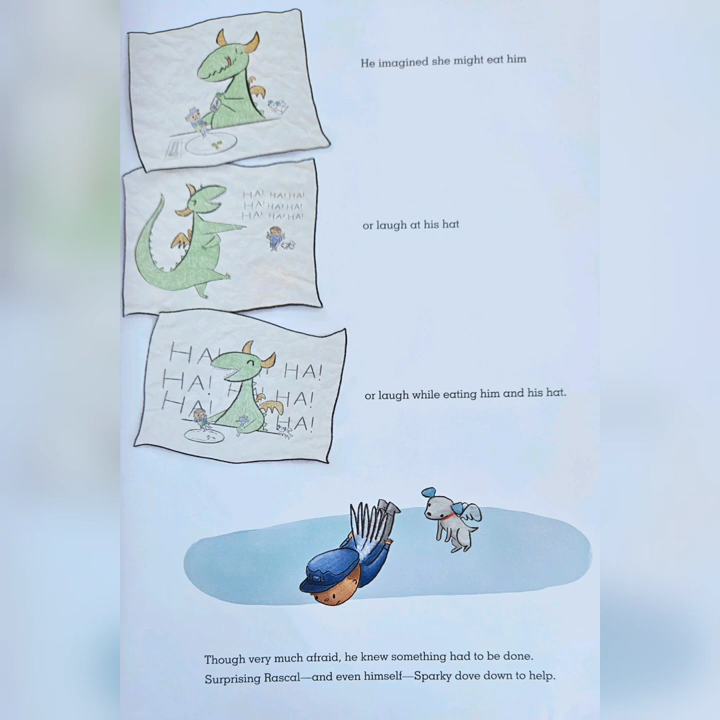 He imagined she might eat him
HA! HA! HA!
HA! HA! HA!
HA! HA! HA!
or laugh at his hat
HA!
HA!
HA!
HA!
HA!
HA!
or laugh while eating him and his hat.
Though very much afraid, he knew something had to be done.
Surprising Rascal—and even himself—Sparky dove down to help.